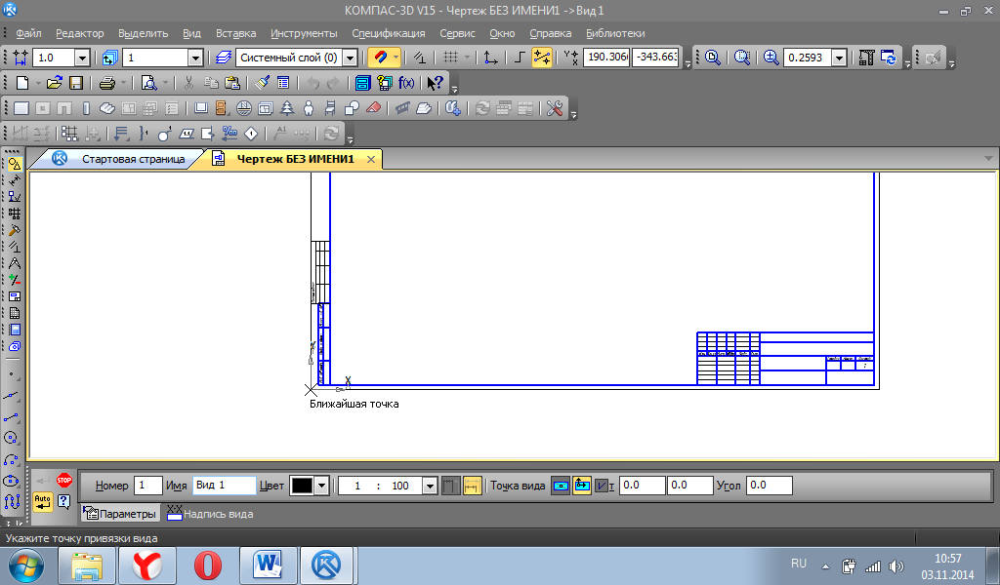 КОМПАС-3D V15 - Чертеж БЕЗ ИМЕНИ1 ->Вид 1
Файл Редактор Выделить Вид Вставка Инструменты Спецификация Сервис Окно Справка Библиотеки
1.0 1 Системный слой (0) 190.306 -343.663 0.2593
f(x)
Стартовая страница Чертеж БЕЗ ИМЕНИ1
X
Ближайшая точка
STOP Номер 1 Имя Вид 1 Цвет 1 : 100 Точка вида 0.0 0.0 Угол 0.0
Auto
Параметры Надпись вида
Укажите точку привязки вида
RU 10:57
03.11.2014